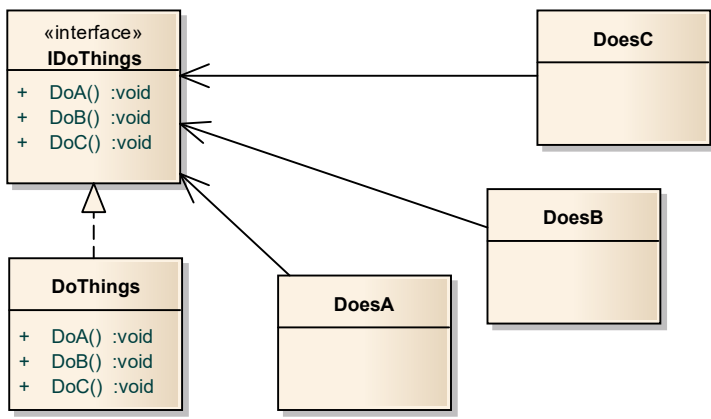 «interface»
IDoThings
+ DoA() :void
+ DoB() :void
+ DoC() :void
DoesC
DoesB
DoThings
+ DoA() :void
+ DoB() :void
+ DoC() :void
DoesA